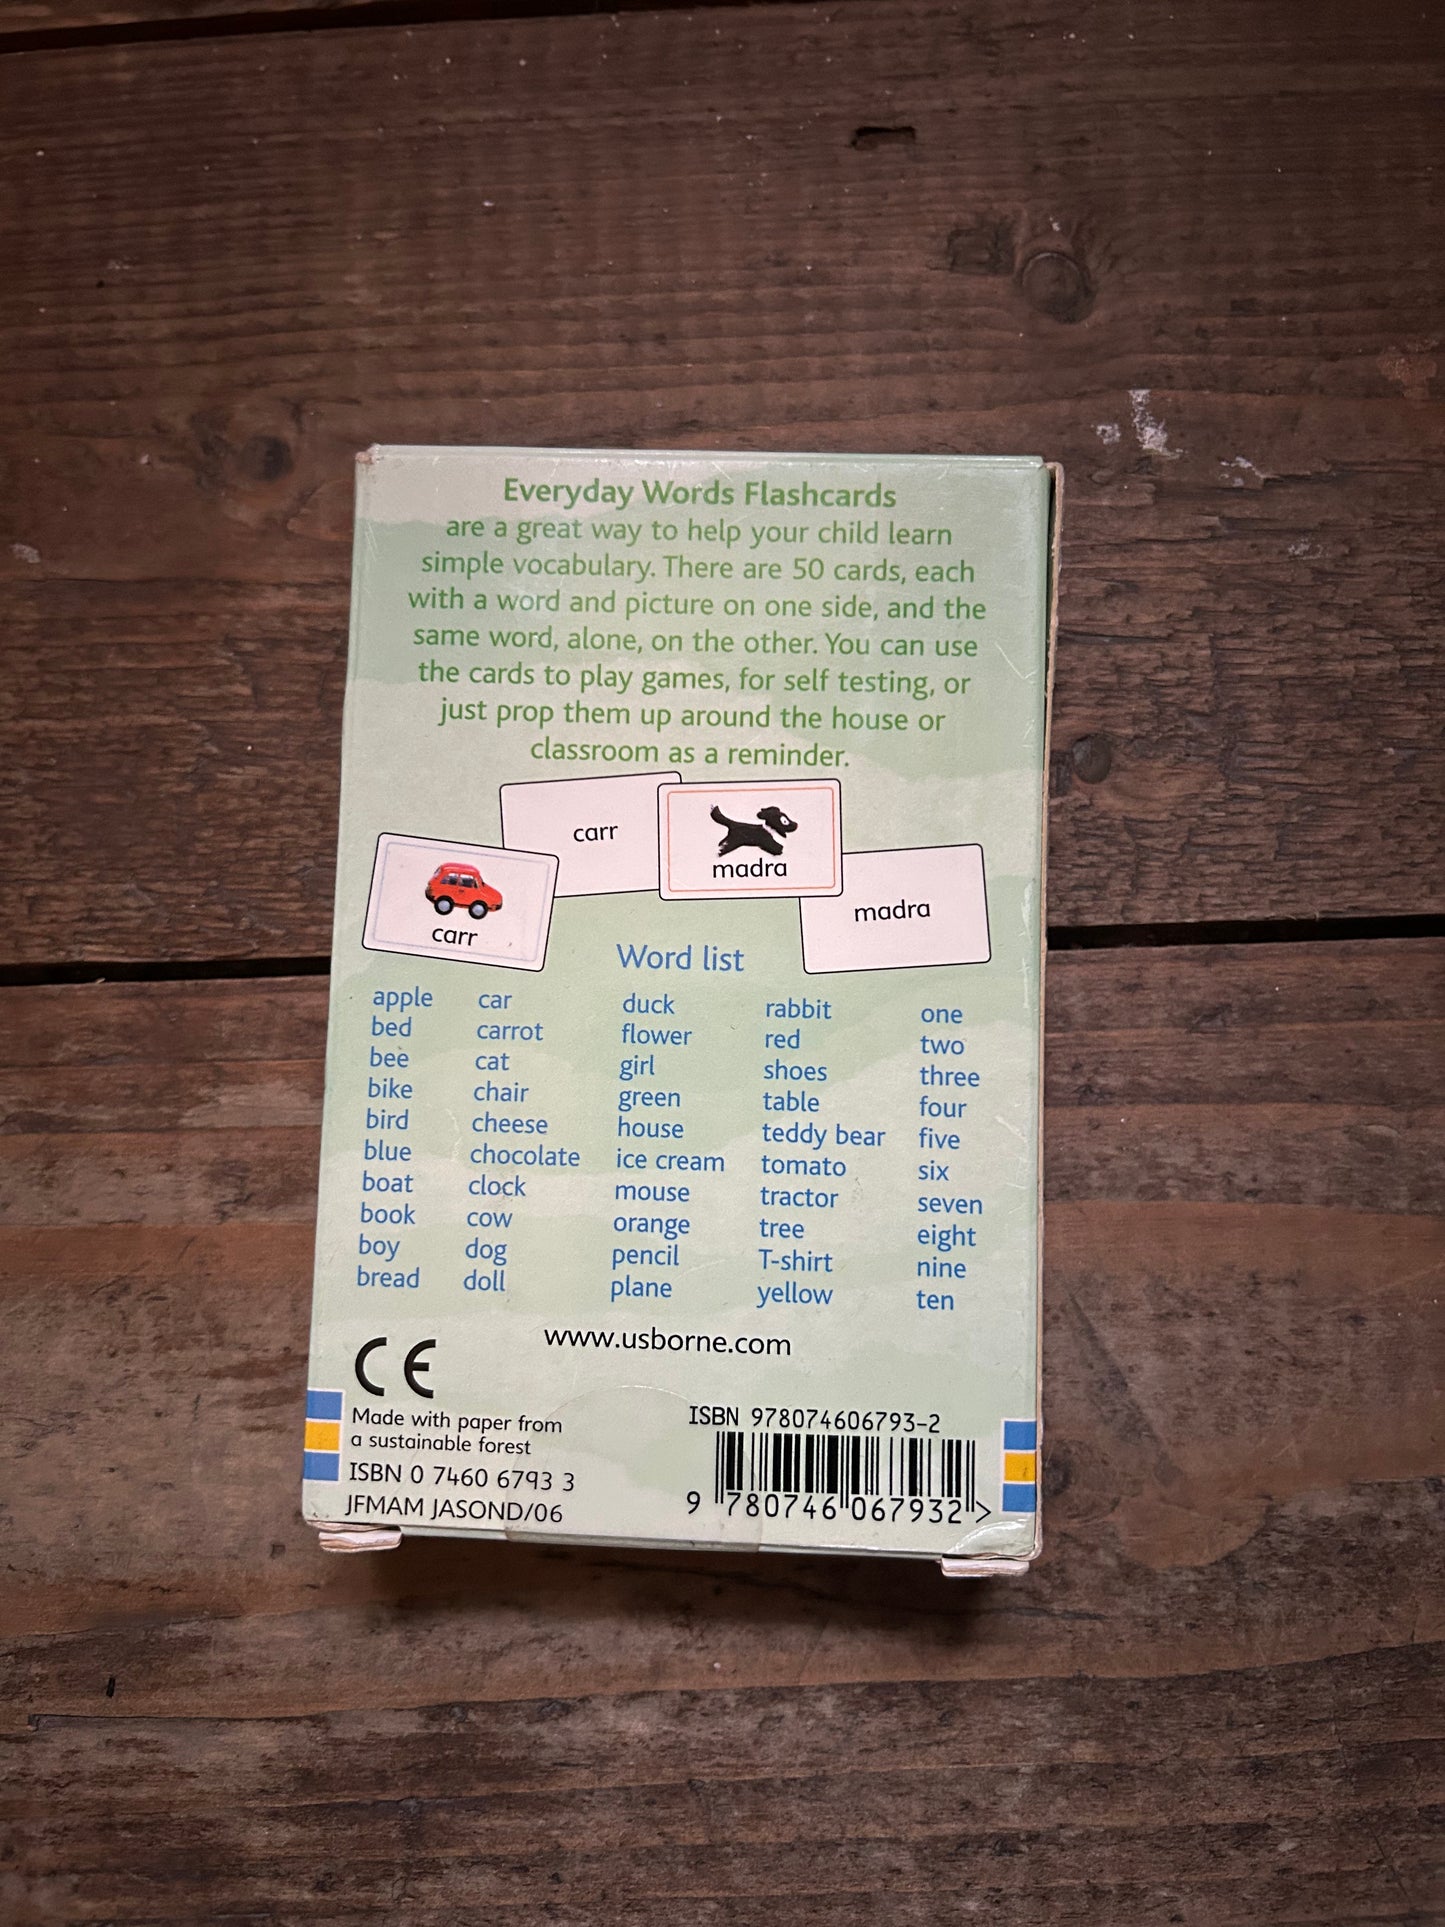 Everyday Words Flashcards
are a great way to help your child learn
simple vocabulary. There are 50 cards, each
with a word and picture on one side, and the
same word, alone, on the other. You can use
the cards to play games, for self testing, or
just prop them up around the house or
classroom as a reminder.
carr
carr
madra
madra
Word list
apple
bed
bee
bike
bird
blue
boat
book
boy
bread
car
carrot
cat
chair
cheese
chocolate
clock
cow
dog
doll
duck
flower
girl
green
house
ice cream
mouse
orange
pencil
plane
rabbit
red
shoes
table
teddy bear
tomato
tractor
tree
T-shirt
yellow
one
two
three
four
five
six
seven
eight
nine
ten
www.usborne.com
CE
Made with paper from
a sustainable forest
ISBN 0 7460 6793 3
JFMAM JASOND/06
ISBN 978074606793-2
9 780746 067932 >